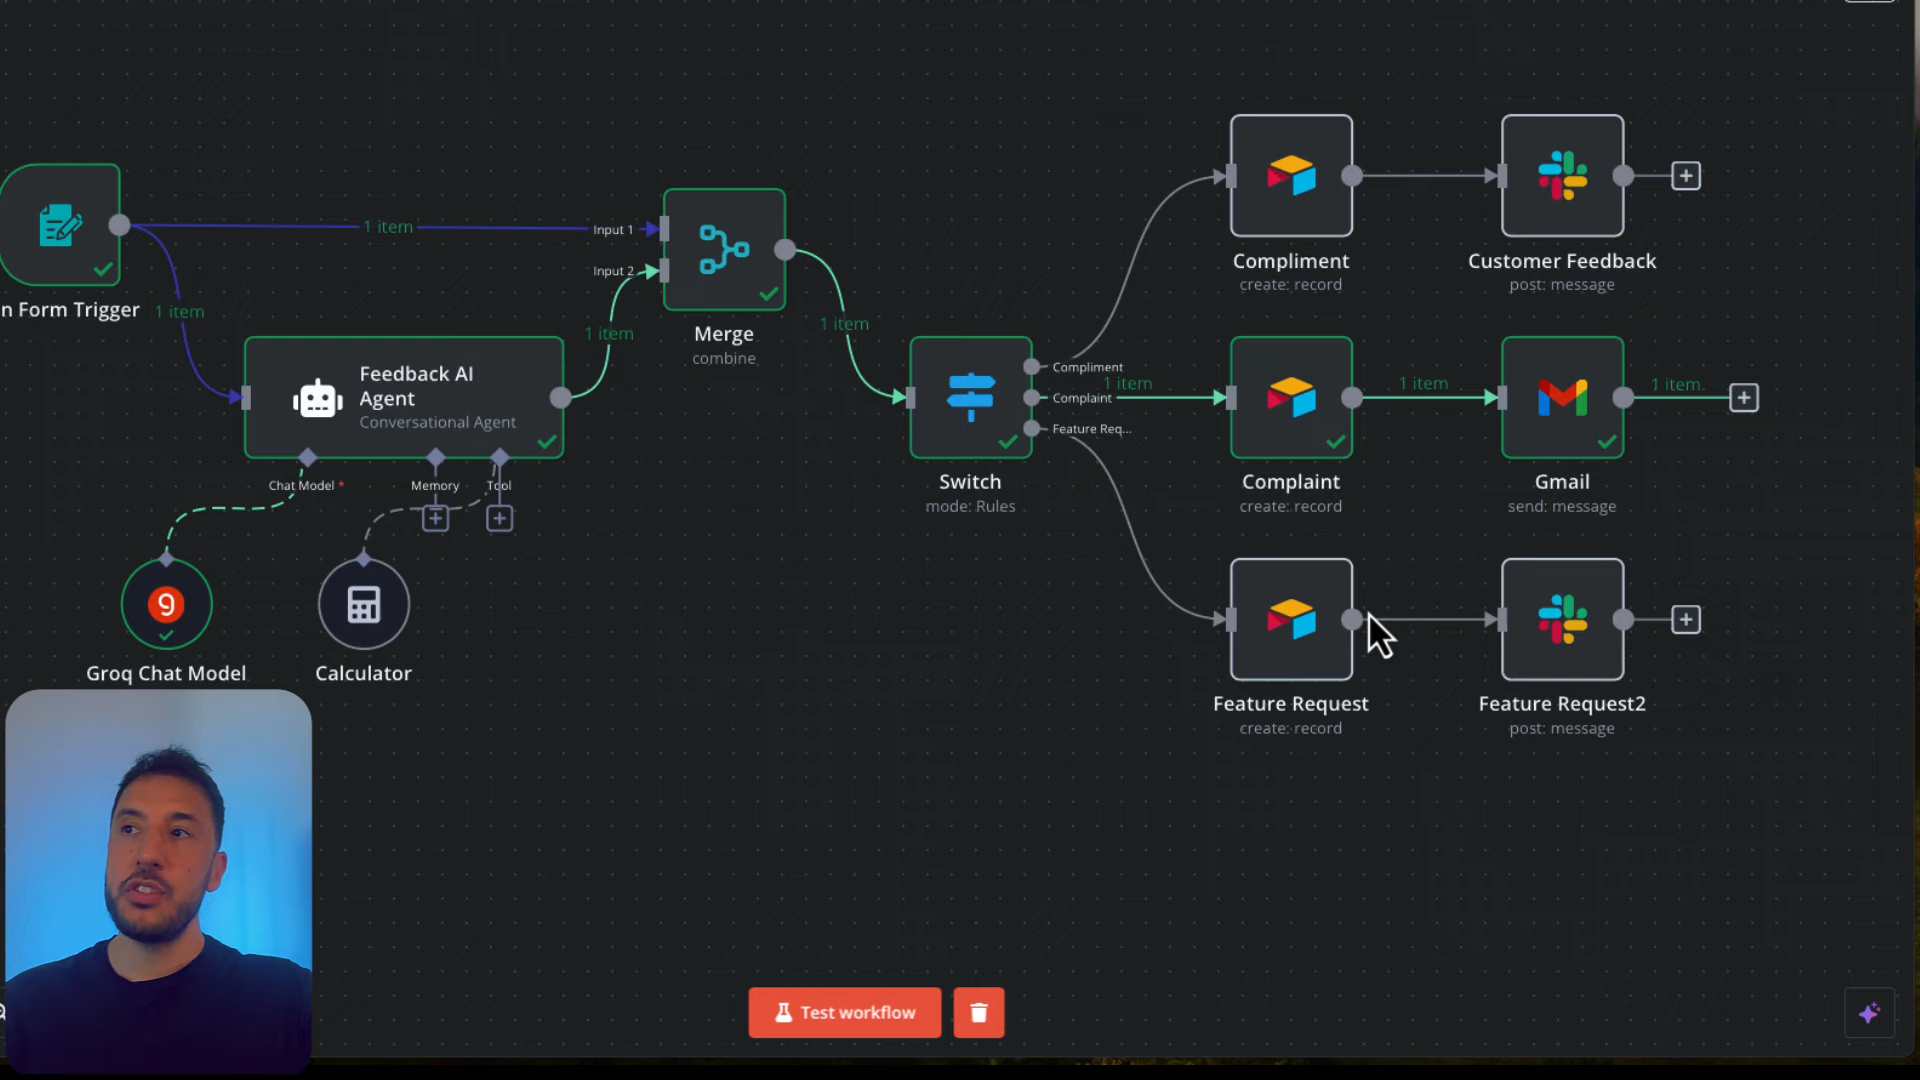 1 item
Input 1
Input 2
n Form Trigger
1 item
1 item
Merge
combine
1 item
Feedback AI
Agent
Conversational Agent
Chat Model *
Memory
Tool
Groq Chat Model
Calculator
Switch
mode: Rules
Compliment
Complaint
Feature Req...
1 item
1 item
1 item
Compliment
create: record
Customer Feedback
post: message
Complaint
create: record
Gmail
send: message
Feature Request
create: record
Feature Request2
post: message
Test workflow